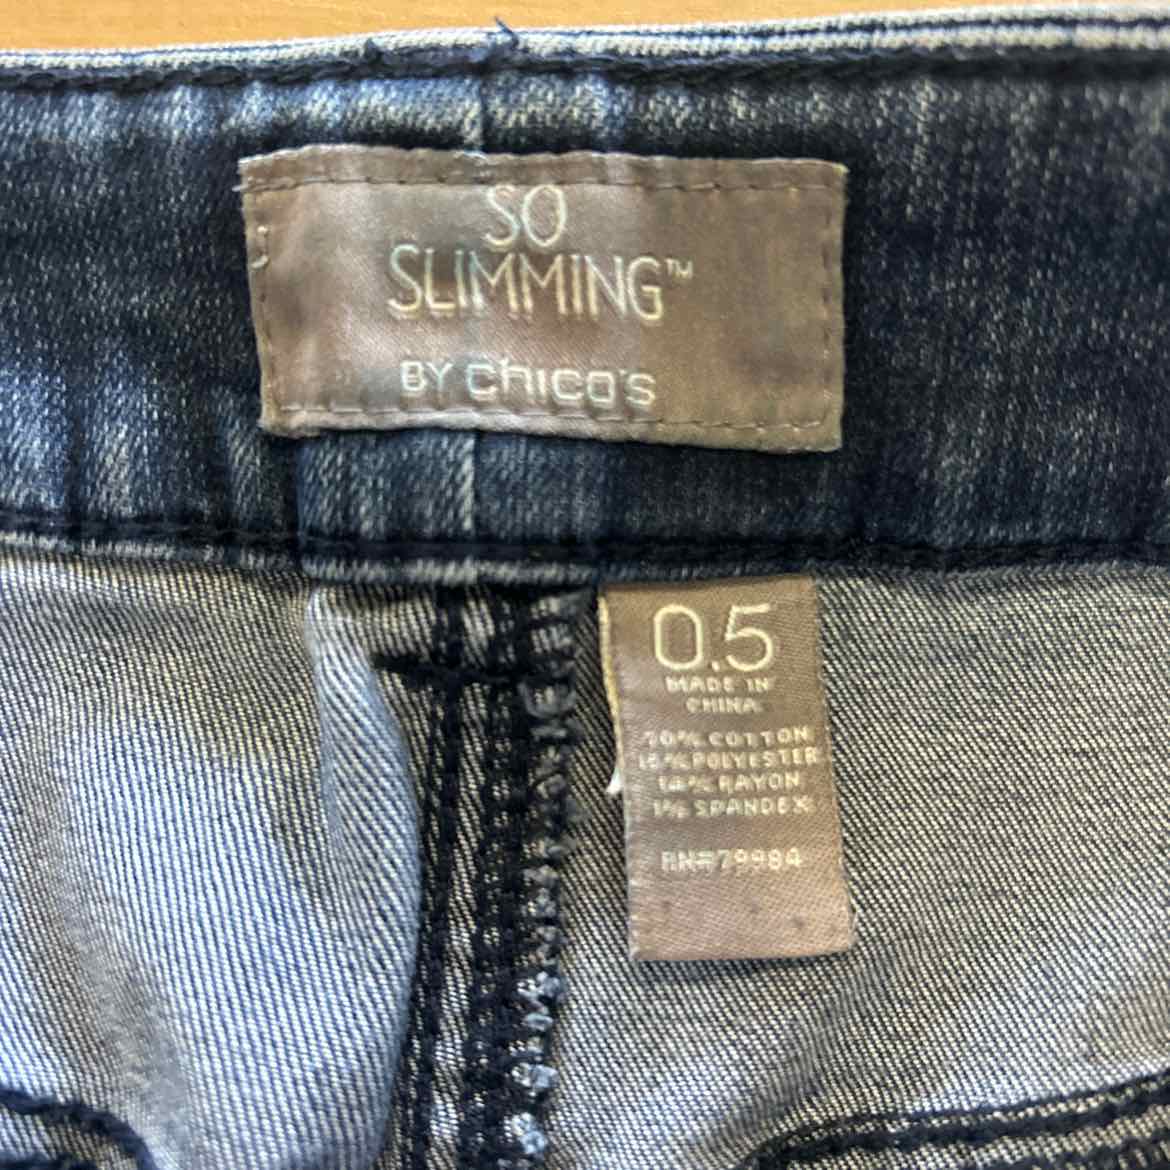 SO
SLIMMING™
BY chico's
0.5
MADE IN
CHINA
70% COTTON
15% POLYESTER
14% RAYON
1% SPANDEX
RN#79984